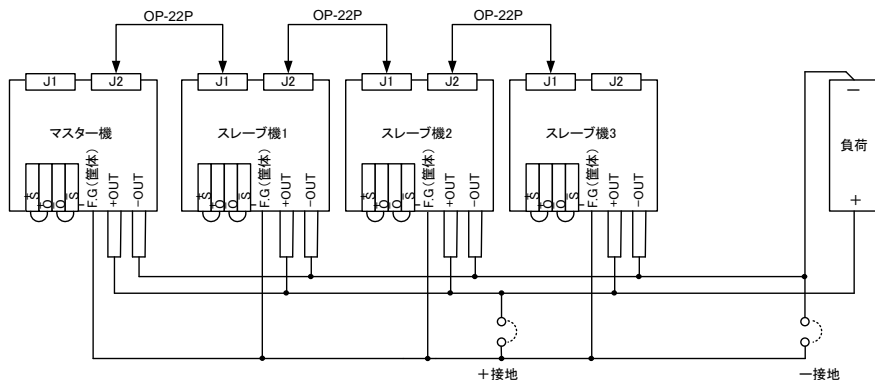 OP-22P OP-22P OP-22P
J1 J2 J1 J2 J1 J2 J1 J2
マスター機 スレーブ機1 スレーブ機2 スレーブ機3 負荷
− +
+S +O −O −S F.G(筐体) +OUT −OUT
+S +O −O −S F.G(筐体) +OUT −OUT
+S +O −O −S F.G(筐体) +OUT −OUT
+S +O −O −S F.G(筐体) +OUT −OUT
+接地 −接地